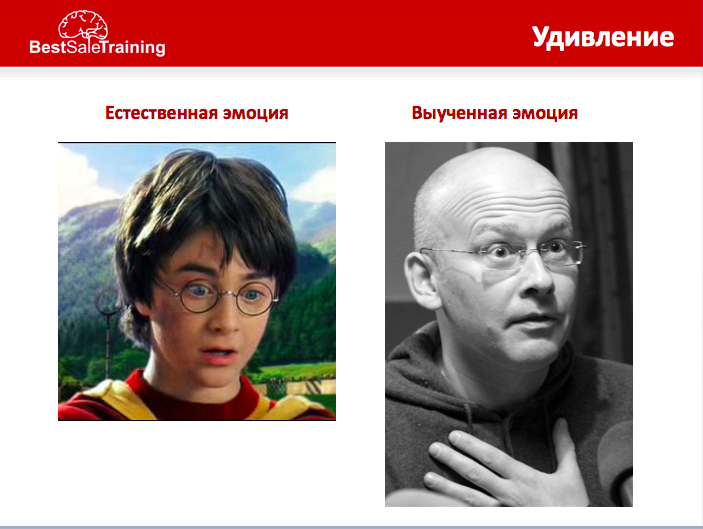 BestSaleTraining
Удивление
Естественная эмоция
Выученная эмоция